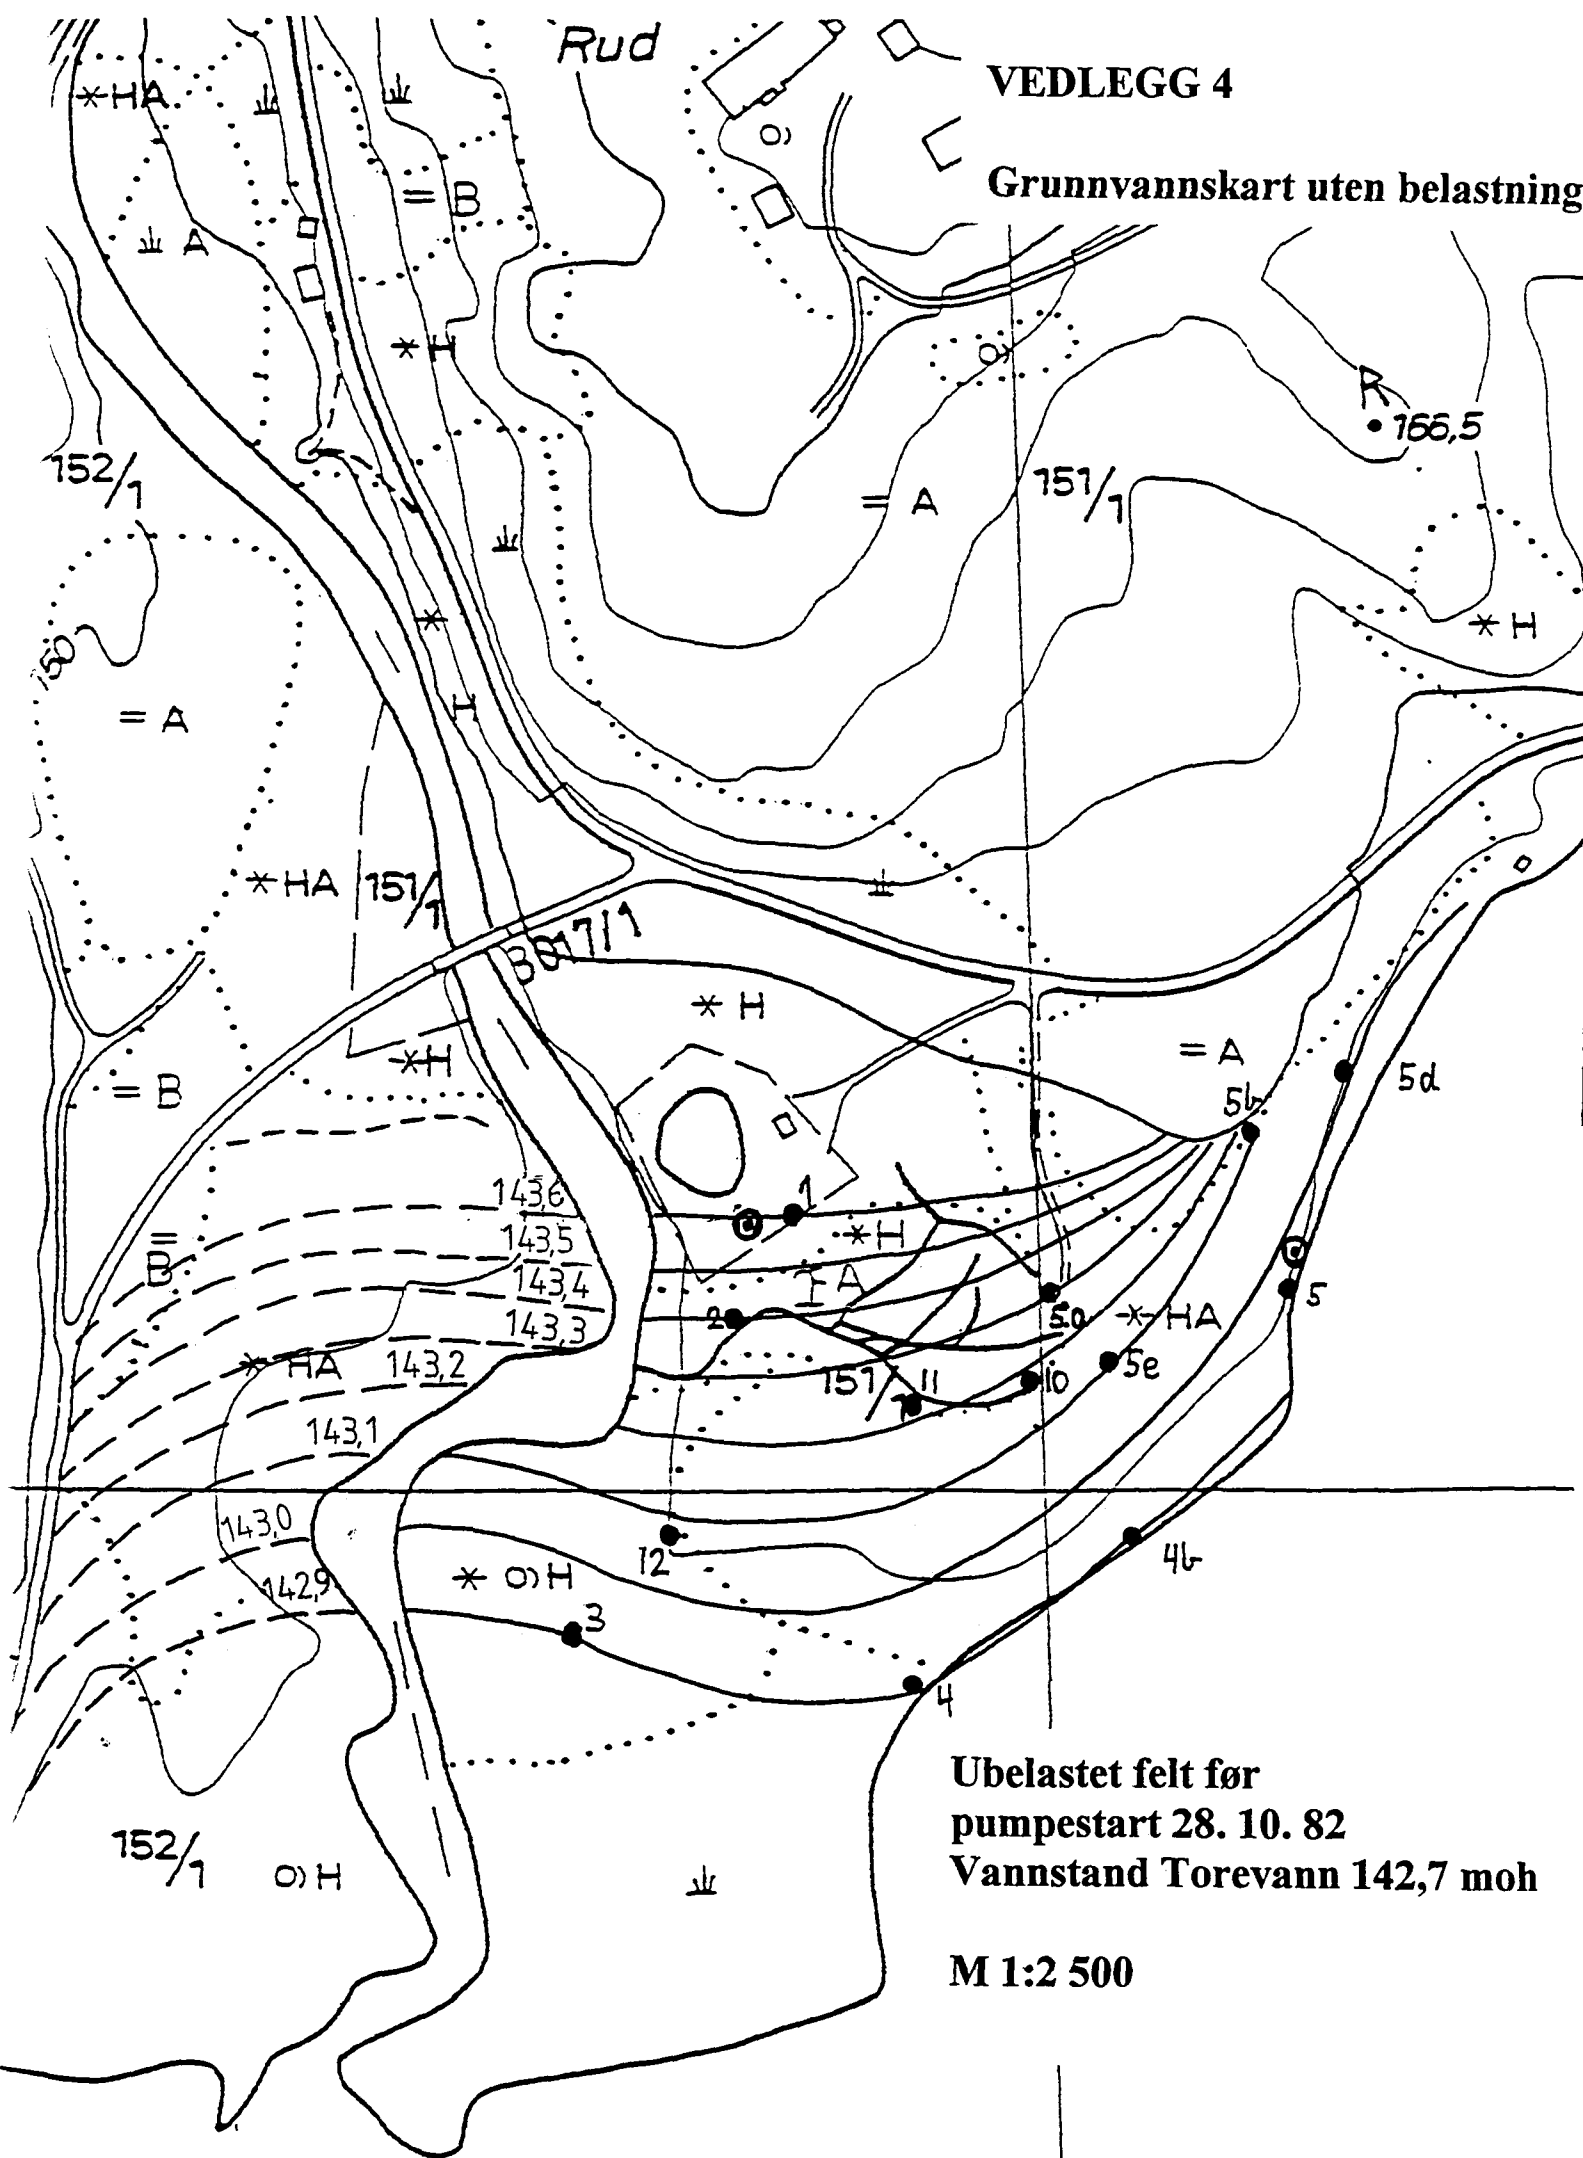 Rud
VEDLEGG 4
HA
Grunnvannskart uten belastning
= B
A
H
R
166,5
152/1
151/1
= A
H
150
= A
H
HA
151/1
H
= A
H
5d
= B
5b
143,6
1
143,5
H
= B
143,4
A
5
2
5a
HA
143,3
HA
143,2
5e
151/1
11
10
143,1
143,0
12
4b
142,9
O) H
3
4
Ubelastet felt før
pumpestart 28. 10. 82
152/1
O) H
Vannstand Torevann 142,7 moh
M 1:2 500